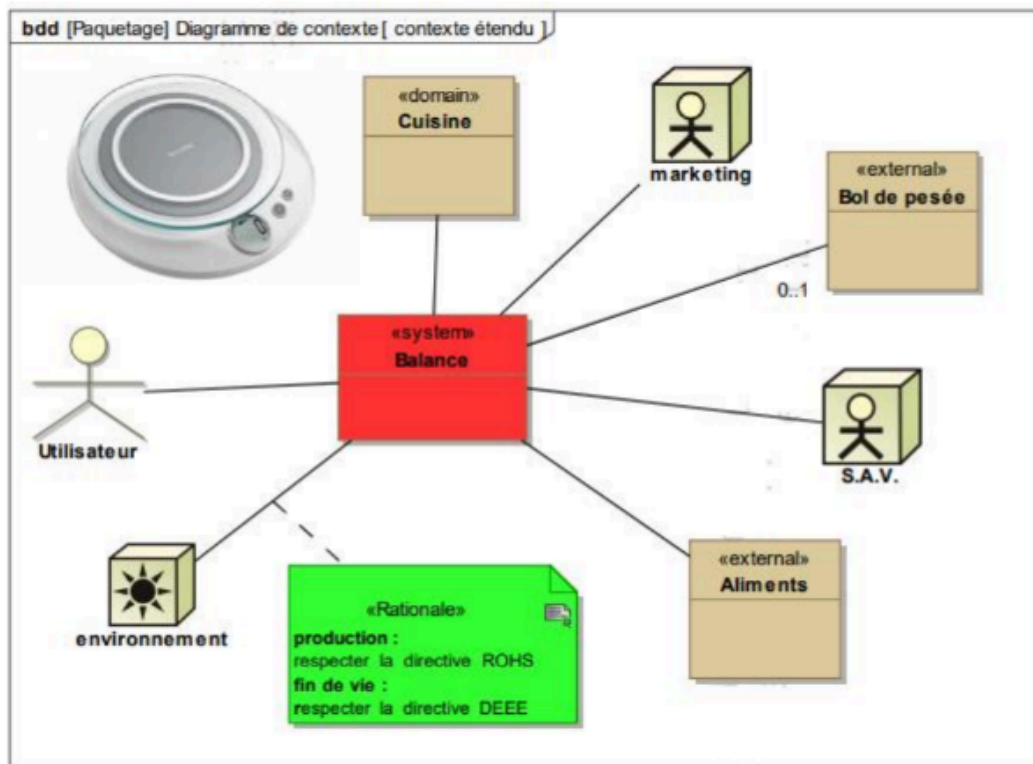 bdd [Paquetage] Diagramme de contexte [ contexte étendu ]
«domain»
Cuisine
marketing
«external»
Bol de pesée
0..1
«system»
Balance
Utilisateur
S.A.V.
«external»
Aliments
environnement
«Rationale»
production :
respecter la directive ROHS
fin de vie :
respecter la directive DEEE